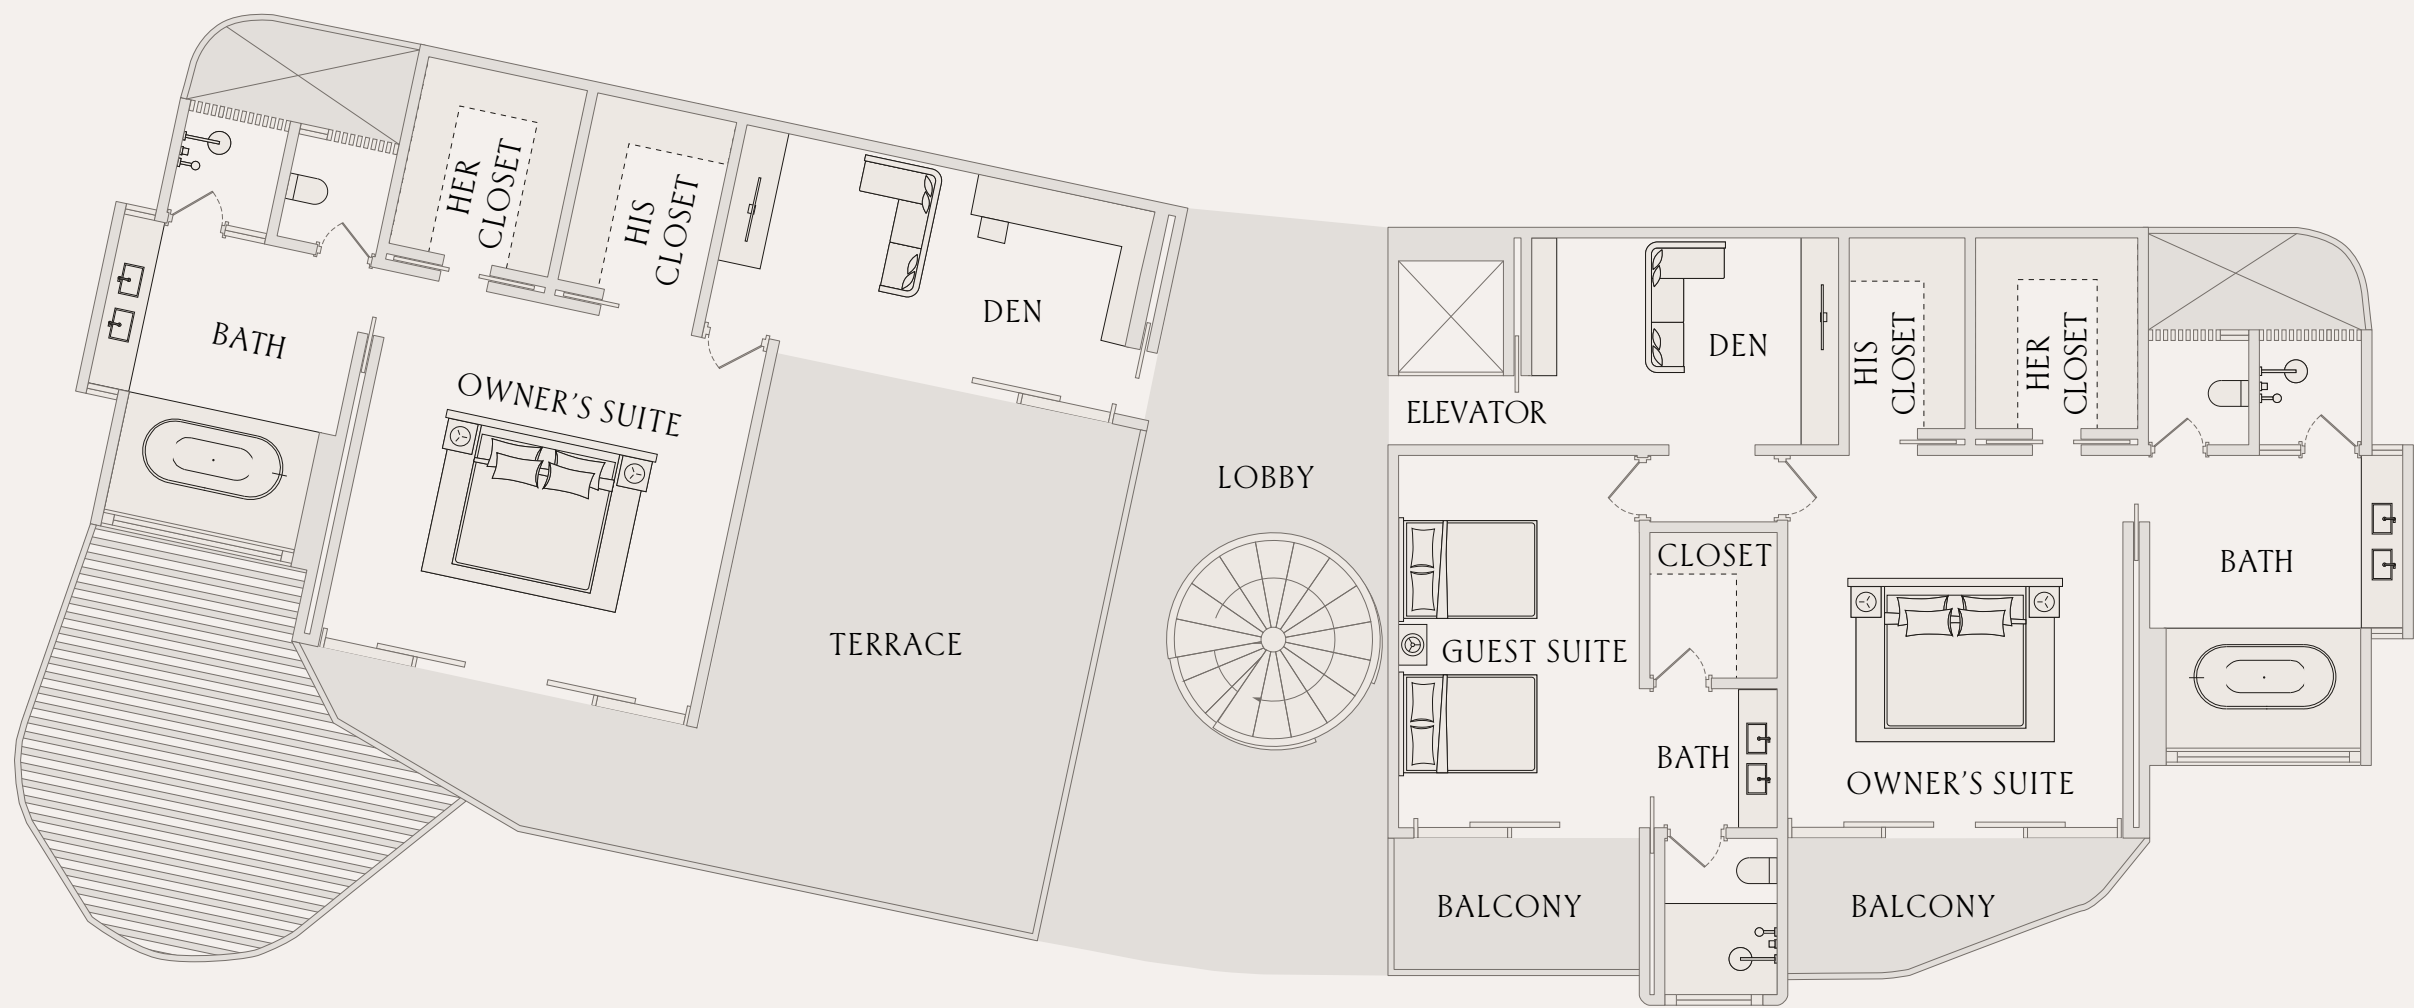 HER
CLOSET
HIS
CLOSET
DEN
BATH
OWNER’S SUITE
TERRACE
LOBBY
DEN
ELEVATOR
HIS
CLOSET
HER
CLOSET
CLOSET
BATH
GUEST SUITE
BATH
OWNER’S SUITE
BALCONY
BALCONY